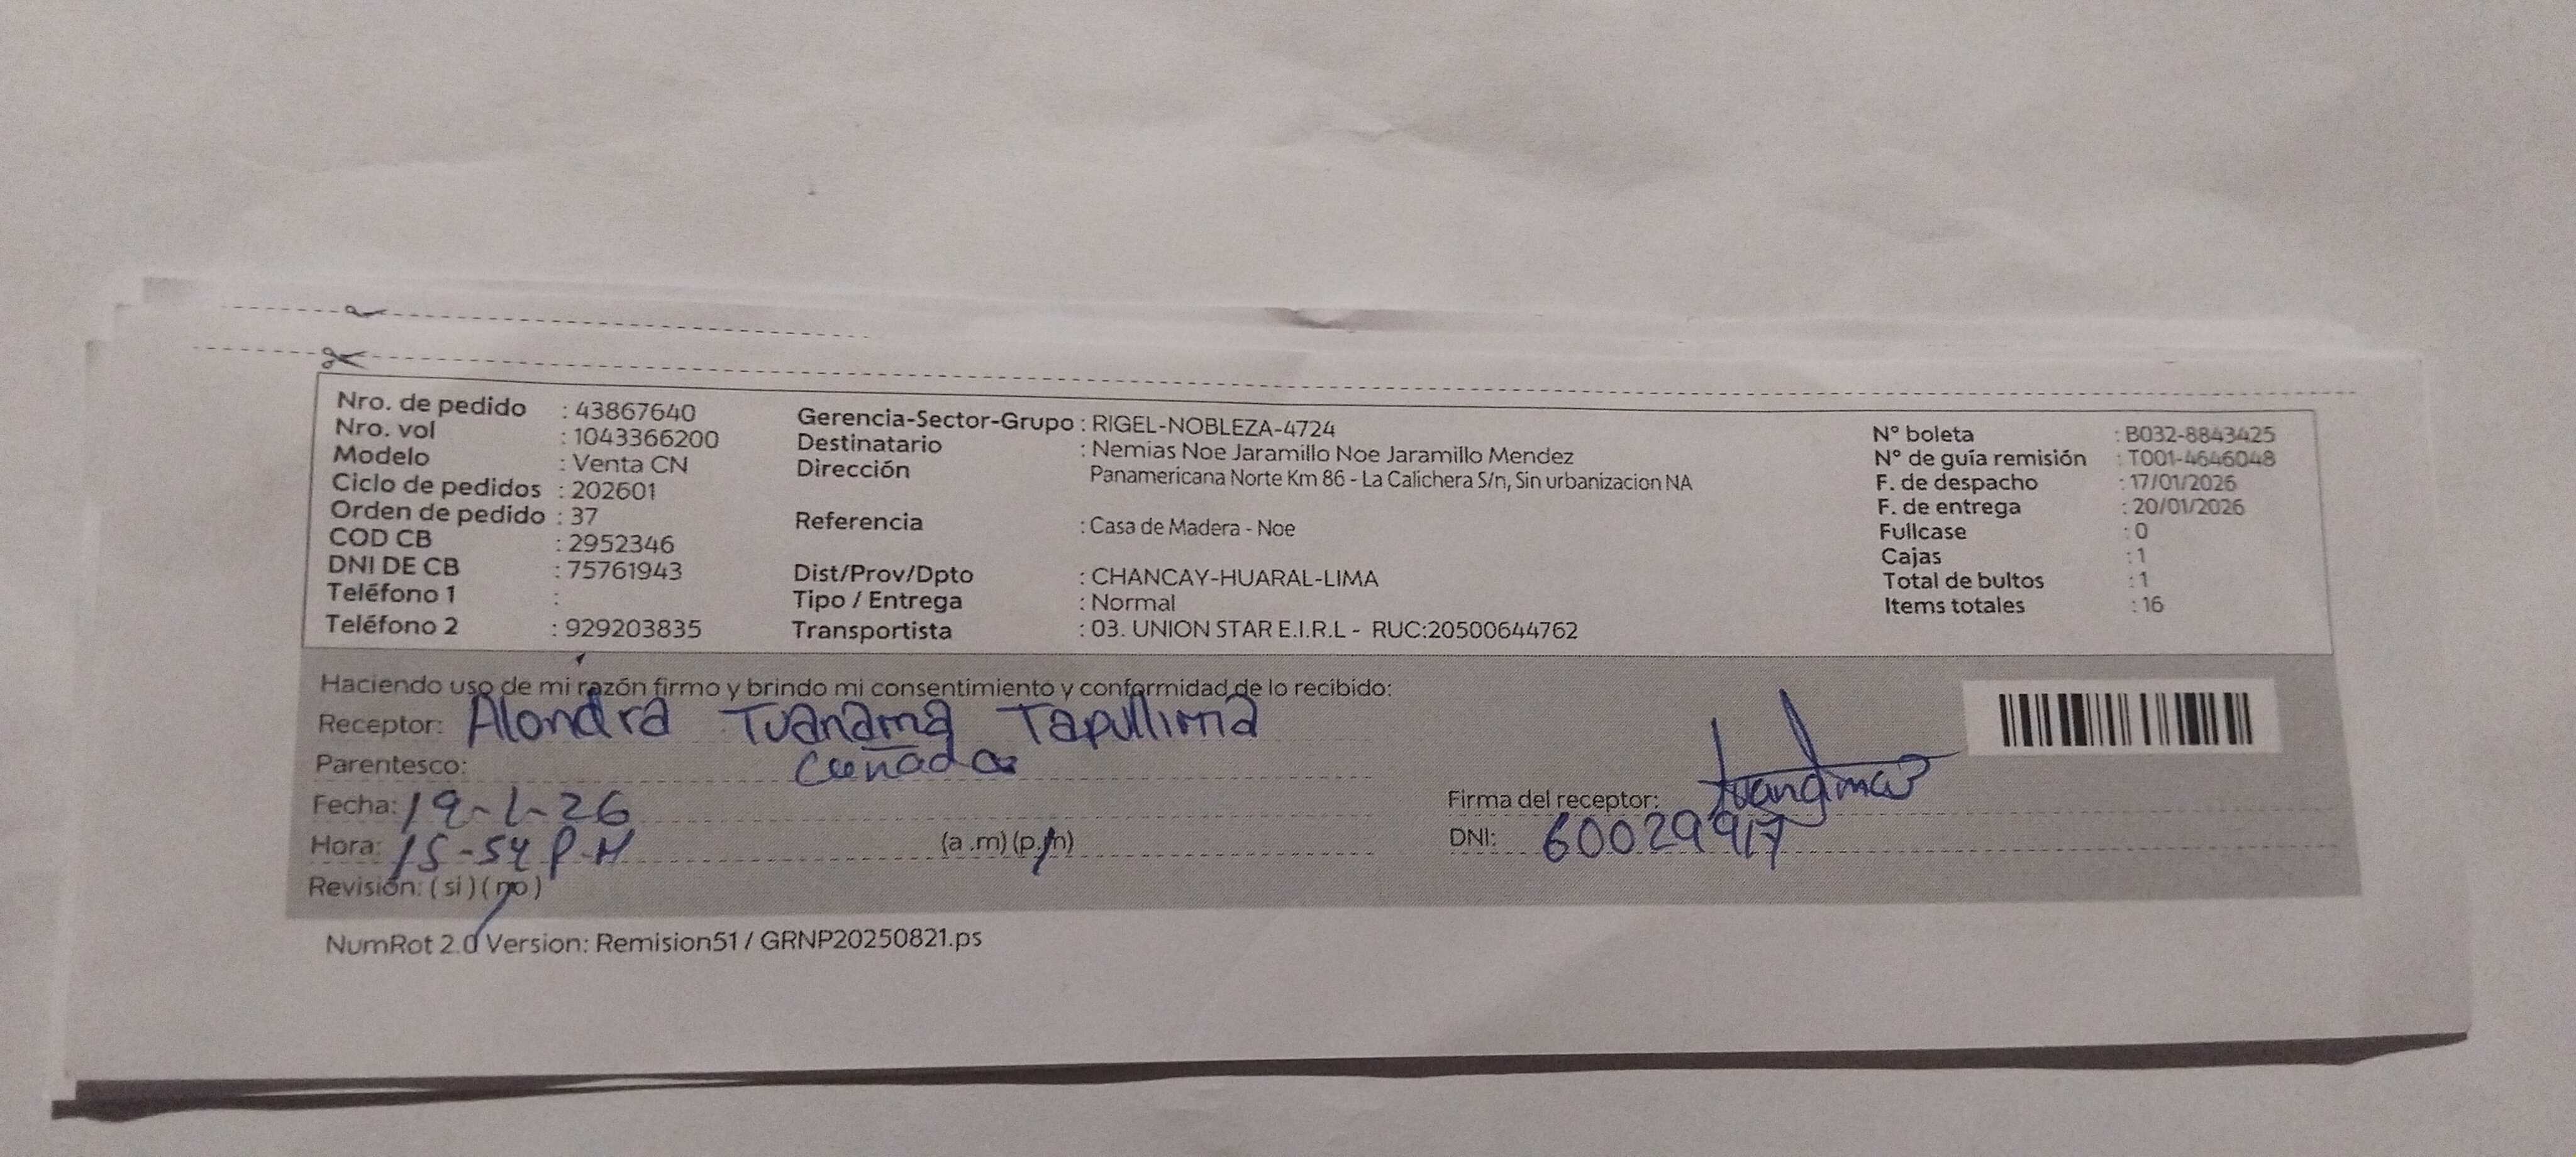 Nro. de pedido : 43867640
Nro. vol : 1043366200
Modelo : Venta CN
Ciclo de pedidos : 202601
Orden de pedido : 37
COD CB : 2952346
DNI DE CB : 75761943
Teléfono 1 :
Teléfono 2 : 929203835
Gerencia-Sector-Grupo : RIGEL-NOBLEZA-4724
Destinatario : Nemias Noe Jaramillo Noe Jaramillo Mendez
Dirección Panamericana Norte Km 86 - La Calichera S/n, Sin urbanizacion NA
Referencia : Casa de Madera - Noe
Dist/Prov/Dpto : CHANCAY-HUARAL-LIMA
Tipo / Entrega : Normal
Transportista : 03. UNION STAR E.I.R.L - RUC:20500644762
N° boleta : B032-8843425
N° de guía remisión : T001-4646048
F. de despacho : 17/01/2026
F. de entrega : 20/01/2026
Fullcase : 0
Cajas : 1
Total de bultos : 1
Items totales : 16
Haciendo uso de mi razón firmo y brindo mi consentimiento y conformidad de lo recibido:
Receptor: Alondra Tuanama Tapullima
Parentesco: cuñada
Fecha: 19-1-26
Hora: 15-54 P-M (a .m) (p.m)
Revisión: ( si ) ( no )
Firma del receptor: Tuanama
DNI: 60029917
NumRot 2.0 Version: Remision51 / GRNP20250821.ps